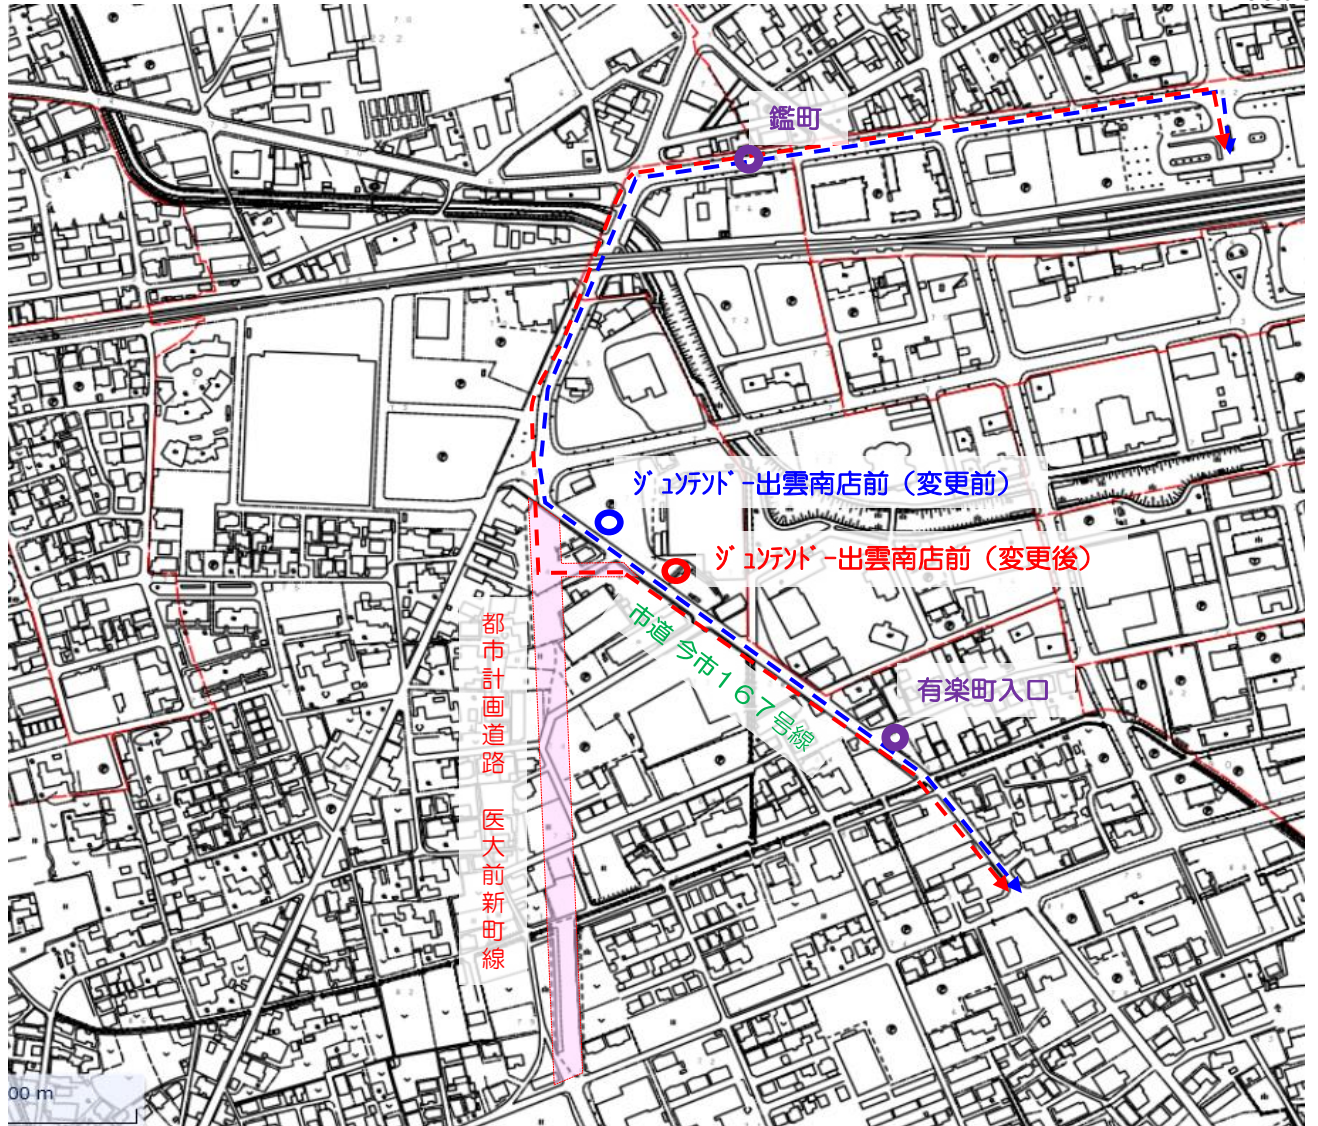 鑑町
ｼﾞｭﾝﾃﾝﾄﾞｰ出雲南店前（変更前）
ｼﾞｭﾝﾃﾝﾄﾞｰ出雲南店前（変更後）
市道 今市１６７号線
有楽町入口
都市計画道路　医大前新町線
00 m